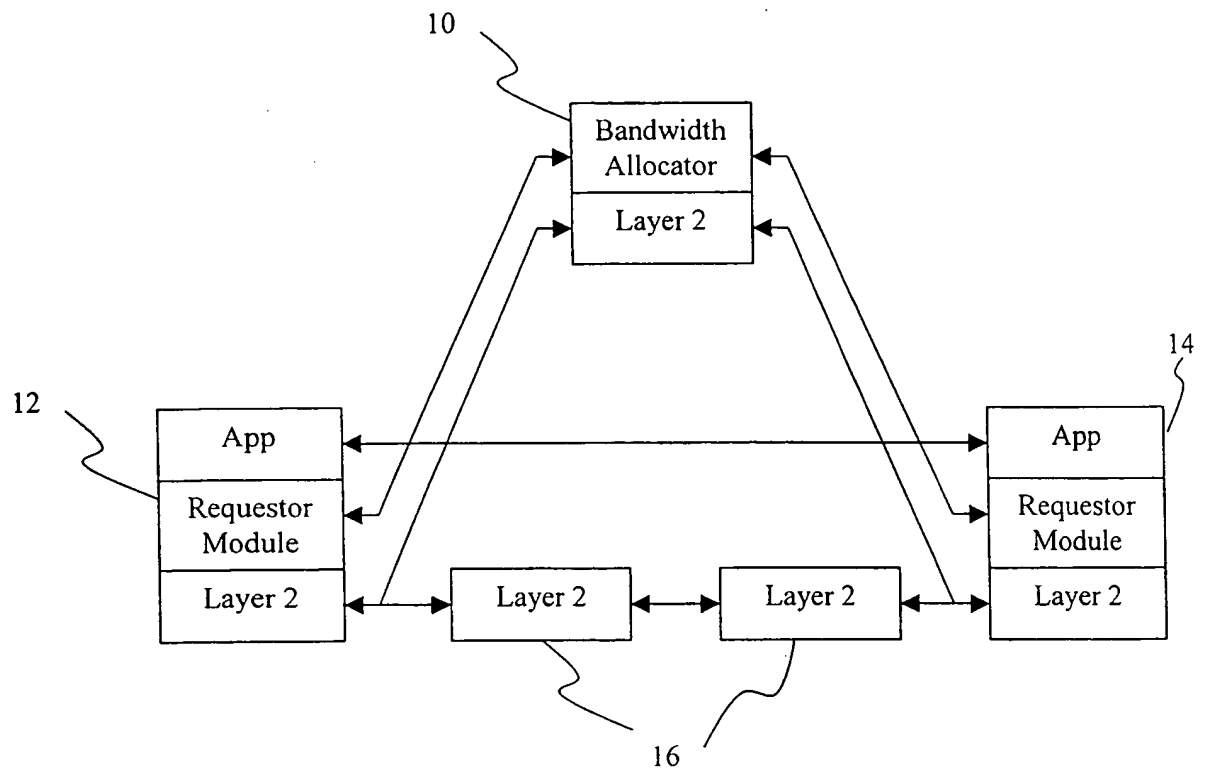 10
Bandwidth
Allocator
Layer 2
14
12
App
App
Requestor
Module
Requestor
Module
Layer 2
Layer 2
Layer 2
Layer 2
16